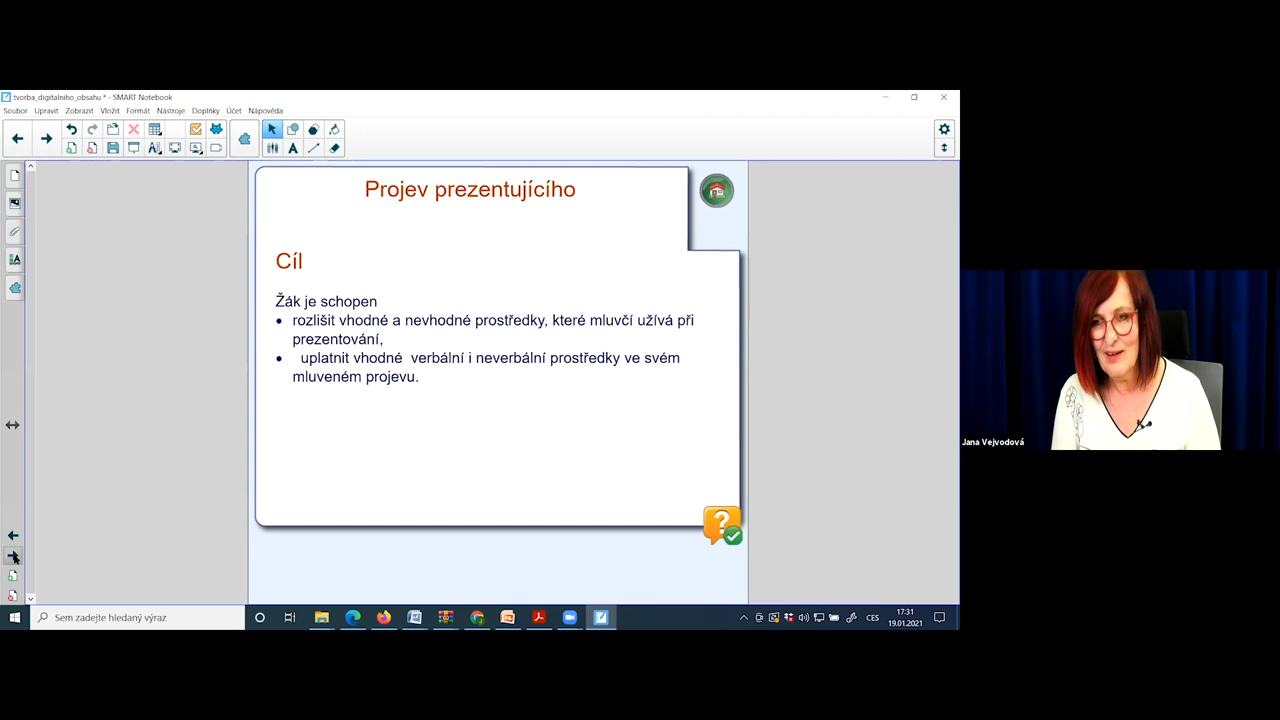 tvorba_digitalniho_obsahu * - SMART Notebook
Soubor Upravit Zobrazit Vložit Formát Nástroje Doplňky Účet Nápověda
Projev prezentujícího
Cíl
Žák je schopen
• rozlišit vhodné a nevhodné prostředky, které mluvčí užívá při
prezentování,
• uplatnit vhodné verbální i neverbální prostředky ve svém
mluveném projevu.
Jana Vejvodová
Sem zadejte hledaný výraz
CES
17:31
19.01.2021